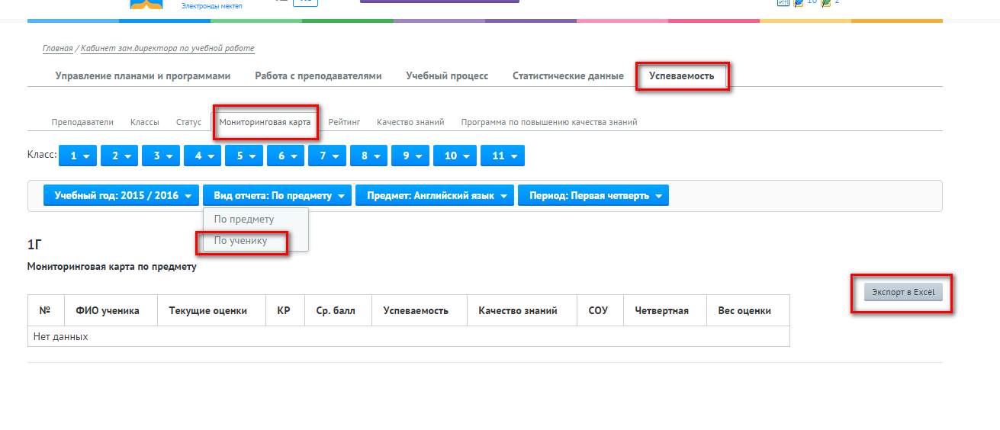 Электронды мектеп
10 2
Главная / Кабинет зам.директора по учебной работе
Управление планами и программами Работа с преподавателями Учебный процесс Статистические данные Успеваемость
Преподаватели Классы Статус Мониторинговая карта Рейтинг Качество знаний Программа по повышению качества знаний
Класс: 1 2 3 4 5 6 7 8 9 10 11
Учебный год: 2015 / 2016 Вид отчета: По предмету Предмет: Английский язык Период: Первая четверть
По предмету
По ученику
1Г
Мониторинговая карта по предмету
Экспорт в Excel
№ ФИО ученика Текущие оценки КР Ср. балл Успеваемость Качество знаний СОУ Четвертная Вес оценки
Нет данных